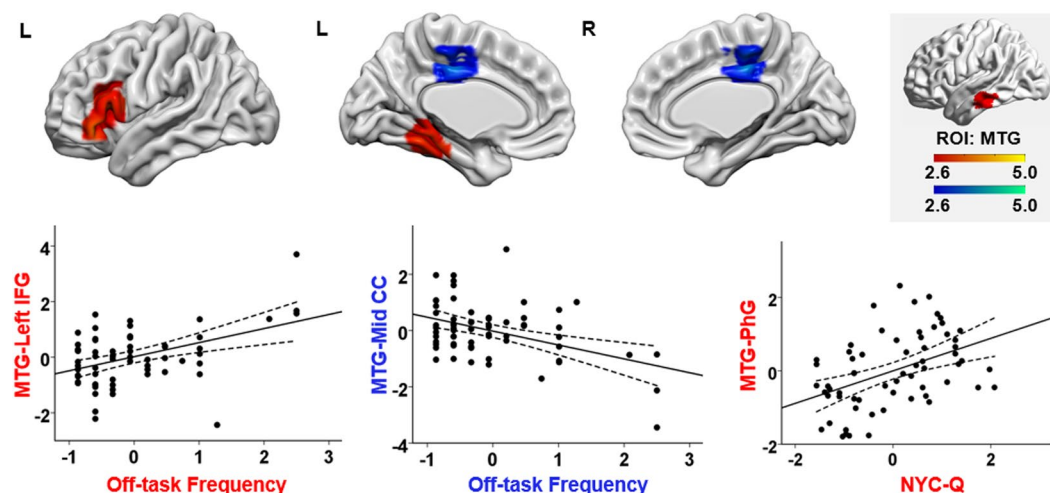 L
L
R
ROI: MTG
2.6 5.0
2.6 5.0
MTG-Left IFG
4
2
0
-2
-1 0 1 2 3
Off-task Frequency
MTG-Mid CC
2
0
-2
-4
-1 0 1 2 3
Off-task Frequency
MTG-PhG
2
0
-2
-2 0 2
NYC-Q